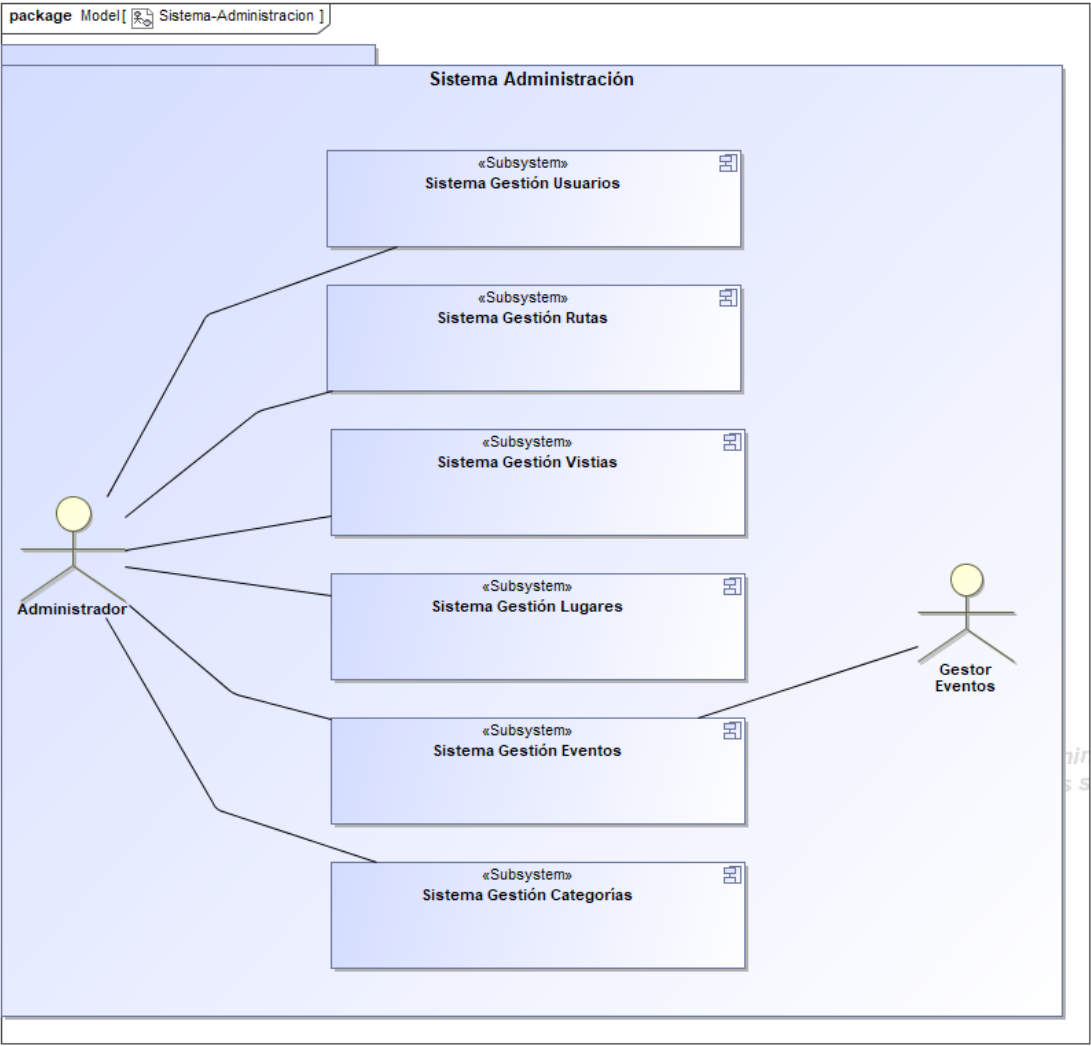 package Model[ Sistema-Administracion ]
Sistema Administración
«Subsystem»
Sistema Gestión Usuarios
«Subsystem»
Sistema Gestión Rutas
«Subsystem»
Sistema Gestión Vistias
«Subsystem»
Sistema Gestión Lugares
Administrador
Gestor
Eventos
«Subsystem»
Sistema Gestión Eventos
«Subsystem»
Sistema Gestión Categorías